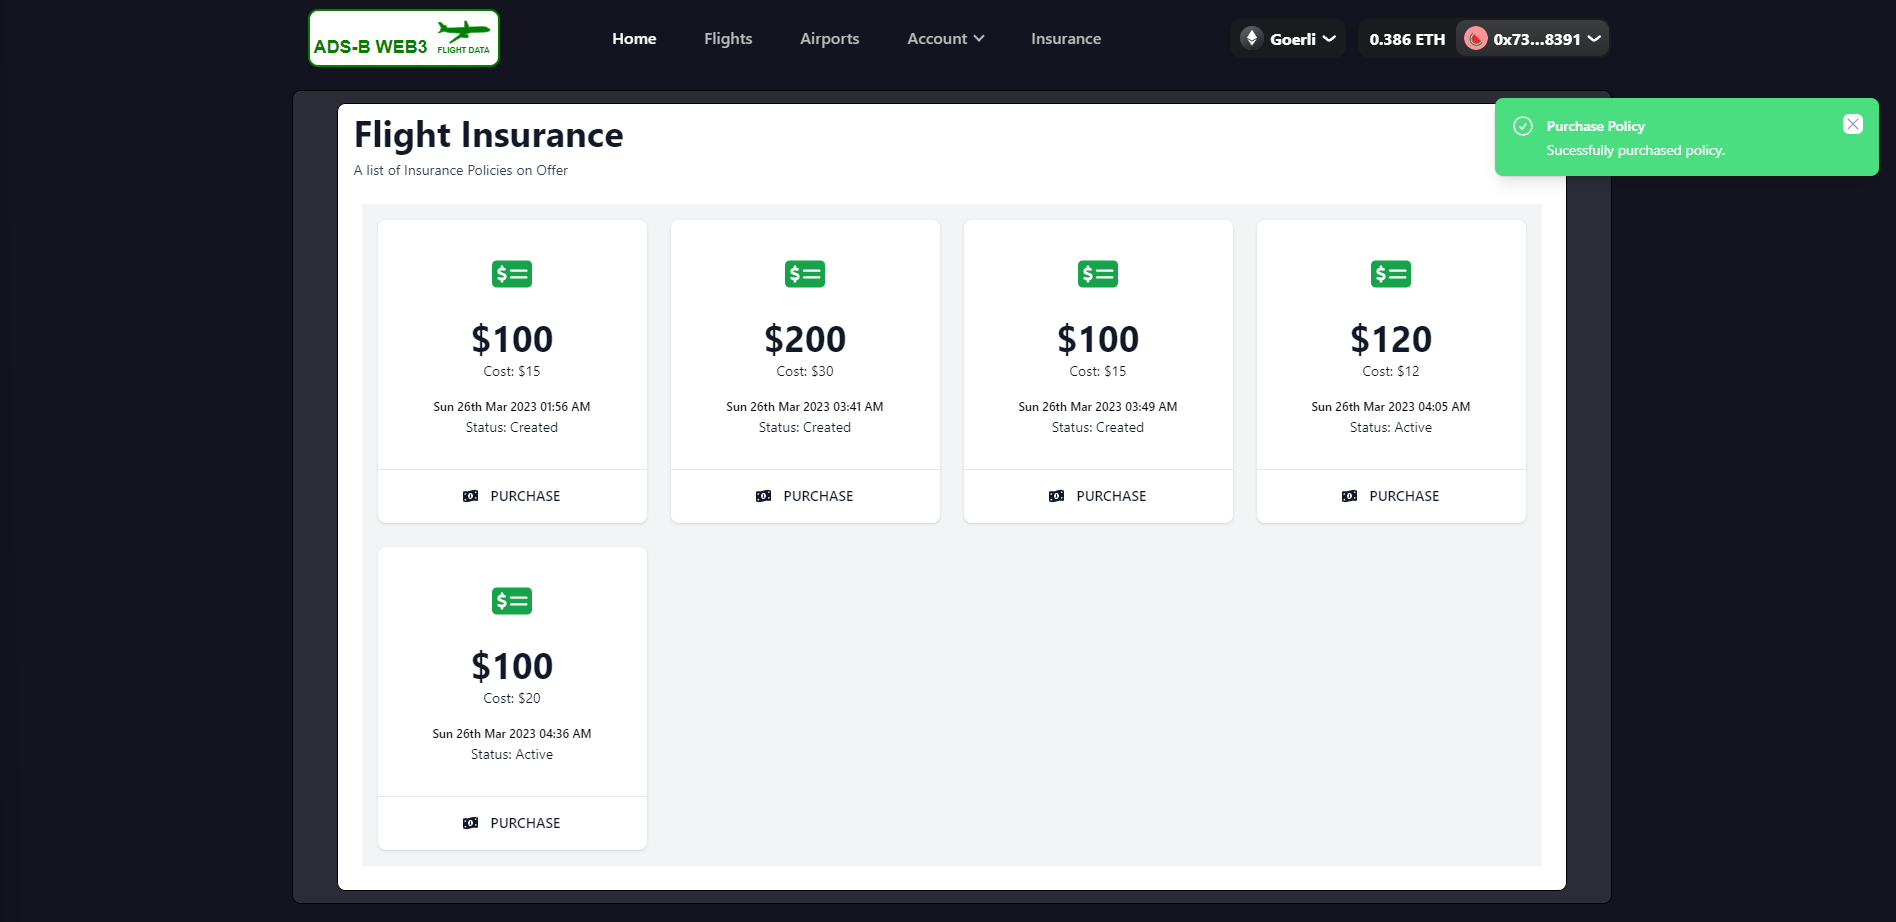 ADS-B WEB3
FLIGHT DATA
Home
Flights
Airports
Account
Insurance
Goerli
0.386 ETH
0x73...8391
Purchase Policy
Sucessfully purchased policy.
Flight Insurance
A list of Insurance Policies on Offer
$100
Cost: $15
Sun 26th Mar 2023 01:56 AM
Status: Created
PURCHASE
$200
Cost: $30
Sun 26th Mar 2023 03:41 AM
Status: Created
PURCHASE
$100
Cost: $15
Sun 26th Mar 2023 03:49 AM
Status: Created
PURCHASE
$120
Cost: $12
Sun 26th Mar 2023 04:05 AM
Status: Active
PURCHASE
$100
Cost: $20
Sun 26th Mar 2023 04:36 AM
Status: Active
PURCHASE